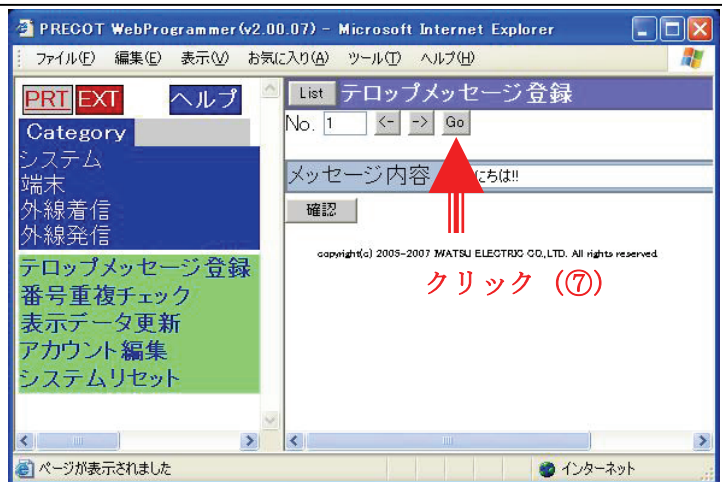 PRECOT WebProgrammer(v2.00.07) - Microsoft Internet Explorer
ファイル(F) 編集(E) 表示(V) お気に入り(A) ツール(T) ヘルプ(H)
PRT EXT ヘルプ
Category
システム
端末
外線着信
外線発信
テロップメッセージ登録
番号重複チェック
表示データ更新
アカウント編集
システムリセット
List テロップメッセージ登録
No. 1 <- -> Go
メッセージ内容 にちは!!
確認
copyright(c) 2005-2007 IWATSU ELECTRIC CO.,LTD. All rights reserved.
クリック（⑦）
ページが表示されました インターネット